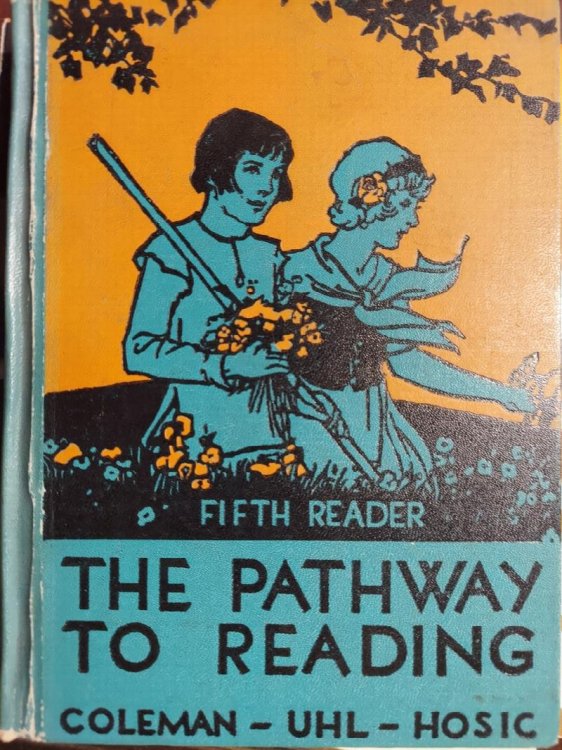 FIFTH READER
THE PATHWAY
TO READING
COLEMAN - UHL - HOSIC